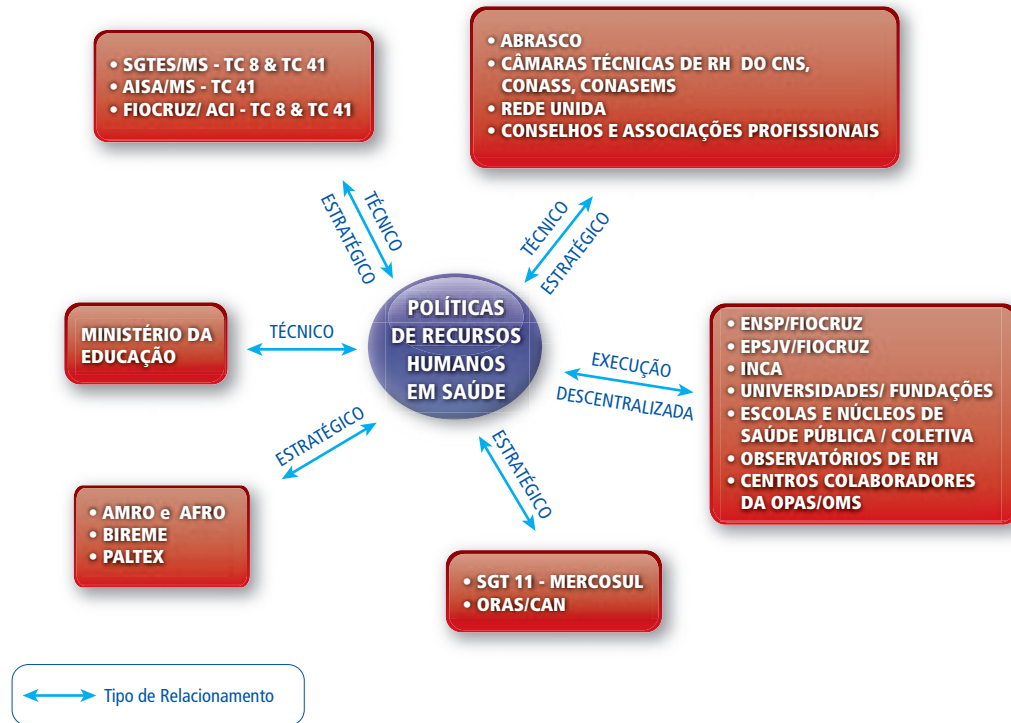 • SGTES/MS - TC 8 & TC 41
• AISA/MS - TC 41
• FIOCRUZ/ ACI - TC 8 & TC 41
• ABRASCO
• CÂMARAS TÉCNICAS DE RH DO CNS,
CONASS, CONASEMS
• REDE UNIDA
• CONSELHOS E ASSOCIAÇÕES PROFISSIONAIS
TÉCNICO
ESTRATÉGICO
TÉCNICO
ESTRATÉGICO
MINISTÉRIO DA
EDUCAÇÃO
TÉCNICO
POLÍTICAS
DE RECURSOS
HUMANOS
EM SAÚDE
EXECUÇÃO
DESCENTRALIZADA
• ENSP/FIOCRUZ
• EPSJV/FIOCRUZ
• INCA
• UNIVERSIDADES/ FUNDAÇÕES
• ESCOLAS E NÚCLEOS DE
SAÚDE PÚBLICA / COLETIVA
• OBSERVATÓRIOS DE RH
• CENTROS COLABORADORES
DA OPAS/OMS
ESTRATÉGICO
ESTRATÉGICO
• AMRO e AFRO
• BIREME
• PALTEX
• SGT 11 - MERCOSUL
• ORAS/CAN
Tipo de Relacionamento